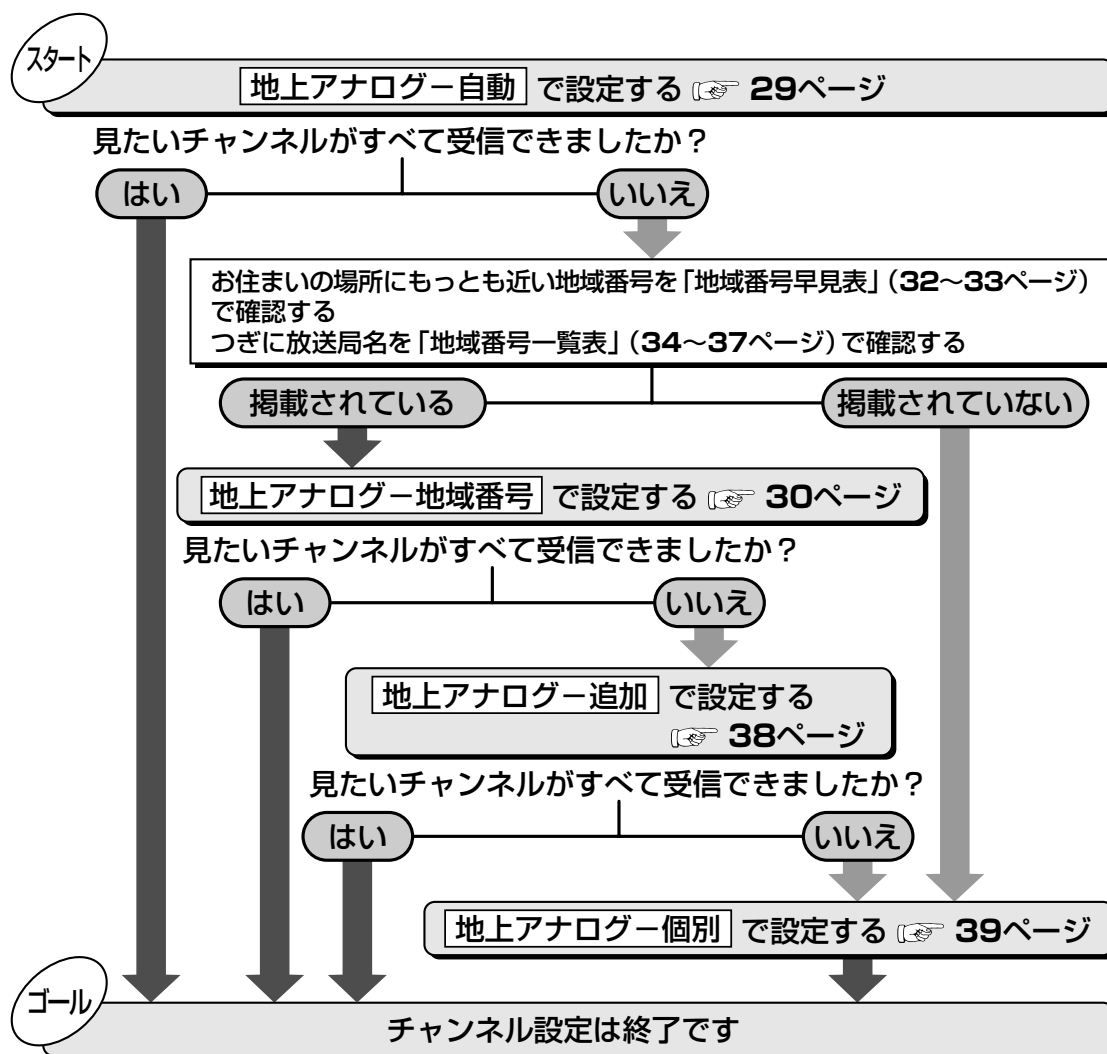 スタート
地上アナログー自動 で設定する ☞ 29ページ
見たいチャンネルがすべて受信できましたか？
はい
いいえ
お住まいの場所にもっとも近い地域番号を「地域番号早見表」（32～33ページ）
で確認する
つぎに放送局名を「地域番号一覧表」（34～37ページ）で確認する
掲載されている
掲載されていない
地上アナログー地域番号 で設定する ☞ 30ページ
見たいチャンネルがすべて受信できましたか？
はい
いいえ
地上アナログー追加 で設定する
☞ 38ページ
見たいチャンネルがすべて受信できましたか？
はい
いいえ
地上アナログー個別 で設定する ☞ 39ページ
ゴール
チャンネル設定は終了です